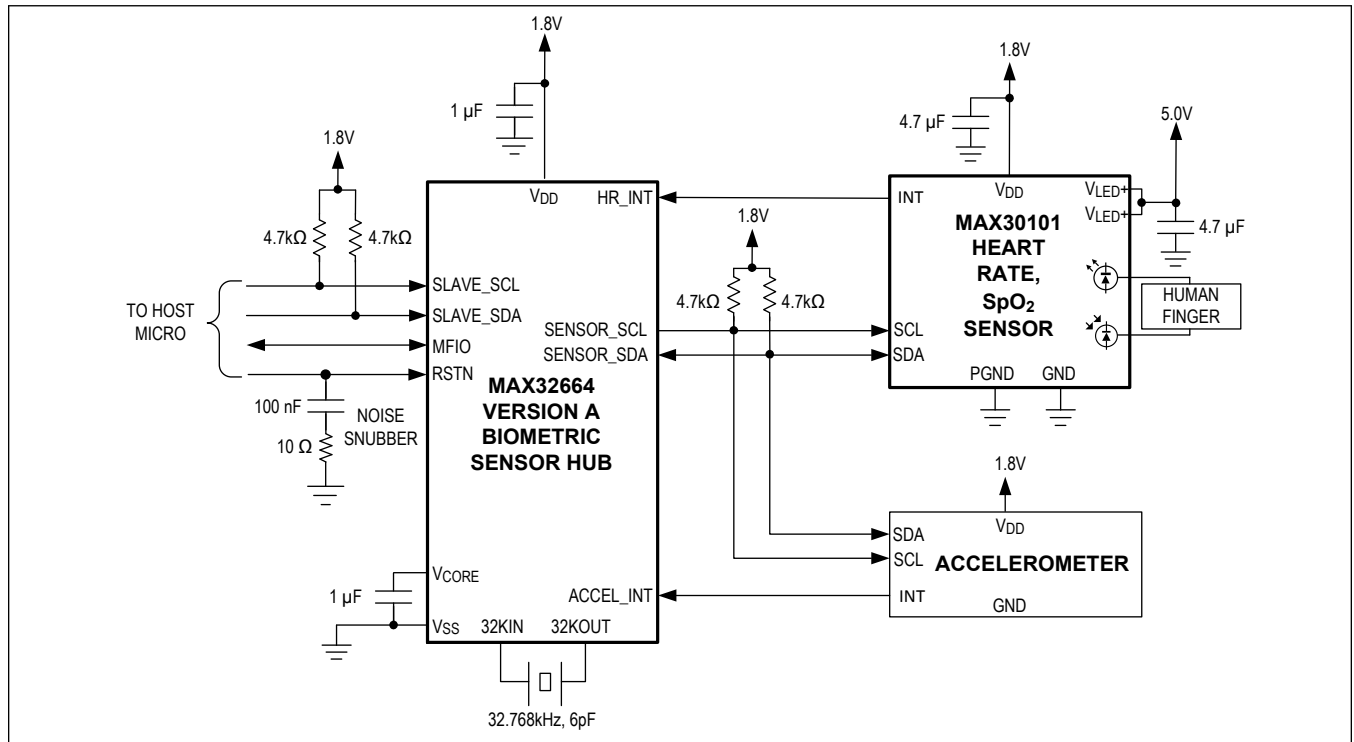 1.8V
1 µF
1.8V
4.7kΩ
4.7kΩ
TO HOST
MICRO
SLAVE_SCL
SLAVE_SDA
MFIO
RSTN
100 nF
10 Ω
NOISE
SNUBBER
VDD
HR_INT
SENSOR_SCL
SENSOR_SDA
MAX32664
VERSION A
BIOMETRIC
SENSOR HUB
VCORE
1 µF
VSS
32KIN
32KOUT
ACCEL_INT
32.768kHz, 6pF
1.8V
4.7kΩ
4.7kΩ
1.8V
4.7 µF
5.0V
INT
VDD
VLED+
VLED+
4.7 µF
MAX30101
HEART
RATE,
SpO2
SENSOR
HUMAN
FINGER
SCL
SDA
PGND
GND
1.8V
VDD
SDA
SCL
ACCELEROMETER
INT
GND